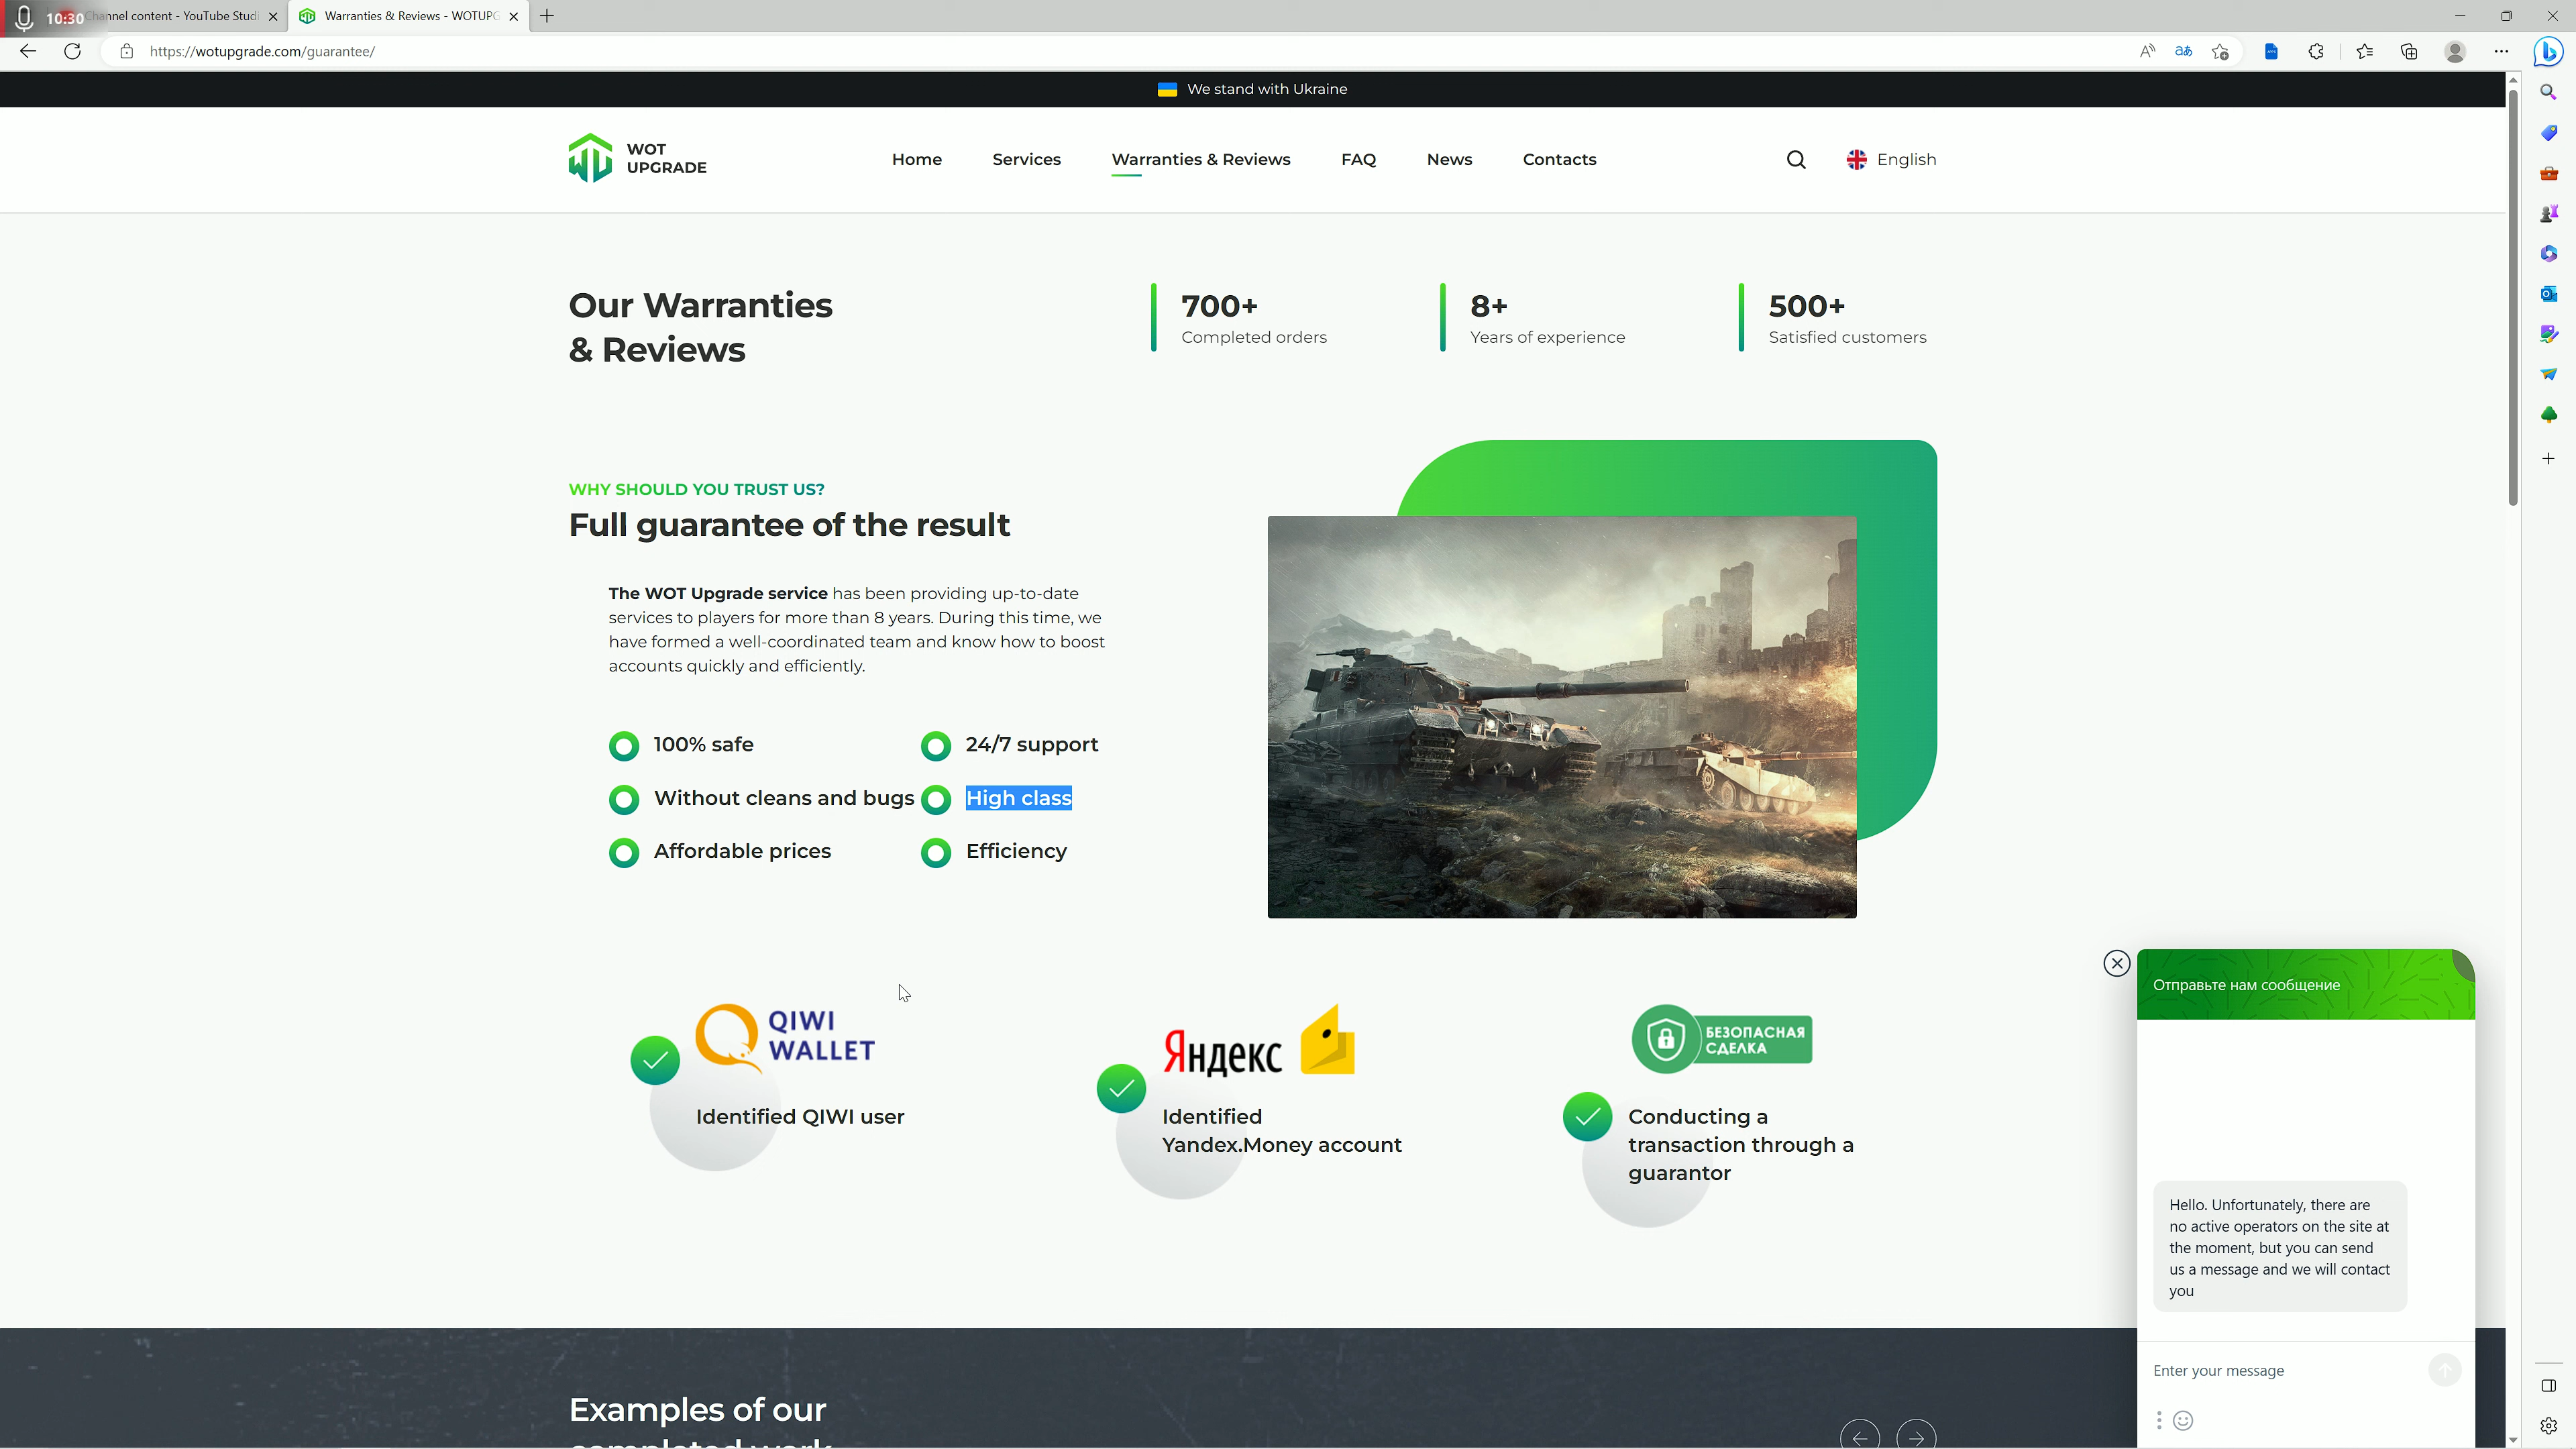 10:30
Channel content - YouTube Studi
Warranties & Reviews - WOTUPG
https://wotupgrade.com/guarantee/
We stand with Ukraine
WOT
UPGRADE
Home
Services
Warranties & Reviews
FAQ
News
Contacts
English
Our Warranties
& Reviews
700+
Completed orders
8+
Years of experience
500+
Satisfied customers
WHY SHOULD YOU TRUST US?
Full guarantee of the result
The WOT Upgrade service has been providing up-to-date
services to players for more than 8 years. During this time, we
have formed a well-coordinated team and know how to boost
accounts quickly and efficiently.
100% safe
24/7 support
Without cleans and bugs
High class
Affordable prices
Efficiency
QIWI
WALLET
Identified QIWI user
Яндекс
Identified
Yandex.Money account
БЕЗОПАСНАЯ
СДЕЛКА
Conducting a
transaction through a
guarantor
Отправьте нам сообщение
Hello. Unfortunately, there are
no active operators on the site at
the moment, but you can send
us a message and we will contact
you
Enter your message
Examples of our
completed work